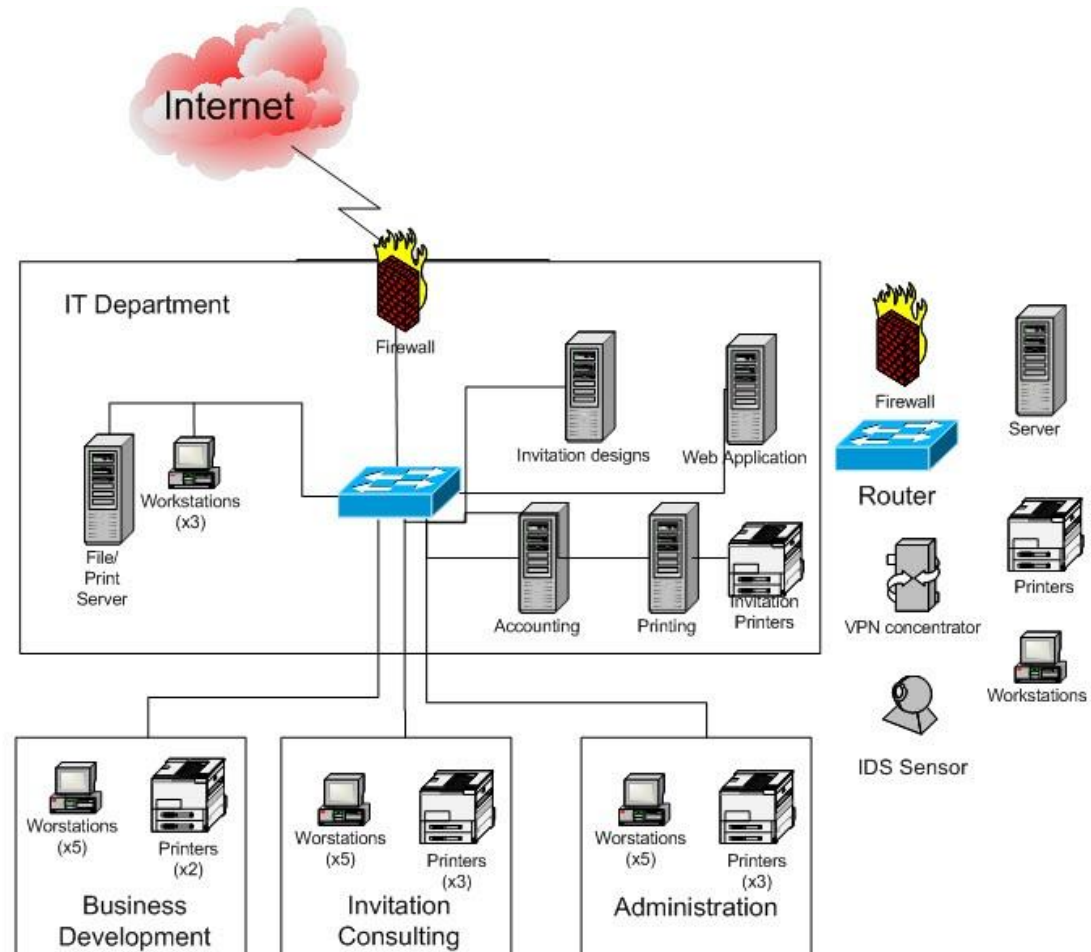 Internet
IT Department
Firewall
Invitation designs
Web Application
Workstations
(x3)
File/
Print
Server
Accounting
Printing
Invitation
Printers
Firewall
Server
Router
Printers
VPN concentrator
Workstations
IDS Sensor
Worstations
(x5)
Printers
(x2)
Business
Development
Worstations
(x5)
Printers
(x3)
Invitation
Consulting
Worstations
(x5)
Printers
(x3)
Administration